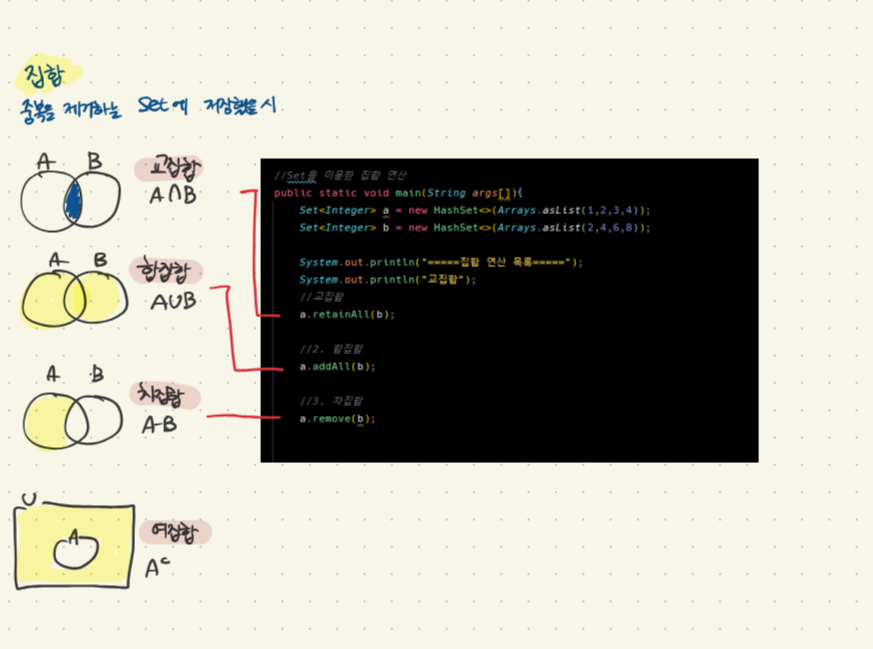 집합
중복을 제거하는 Set에 저장했을 시
A B
교집합
A∩B
A B
합집합
A∪B
A B
차집합
A-B
U
A
여집합
Aᶜ
//Set를 이용한 집합 연산
public static void main(String args[]){
Set<Integer> a = new HashSet<>(Arrays.asList(1,2,3,4));
Set<Integer> b = new HashSet<>(Arrays.asList(2,4,6,8));
System.out.println("=====집합 연산 목록=====");
System.out.println("교집합");
//교집합
a.retainAll(b);
//2. 합집합
a.addAll(b);
//3. 차집합
a.remove(b);